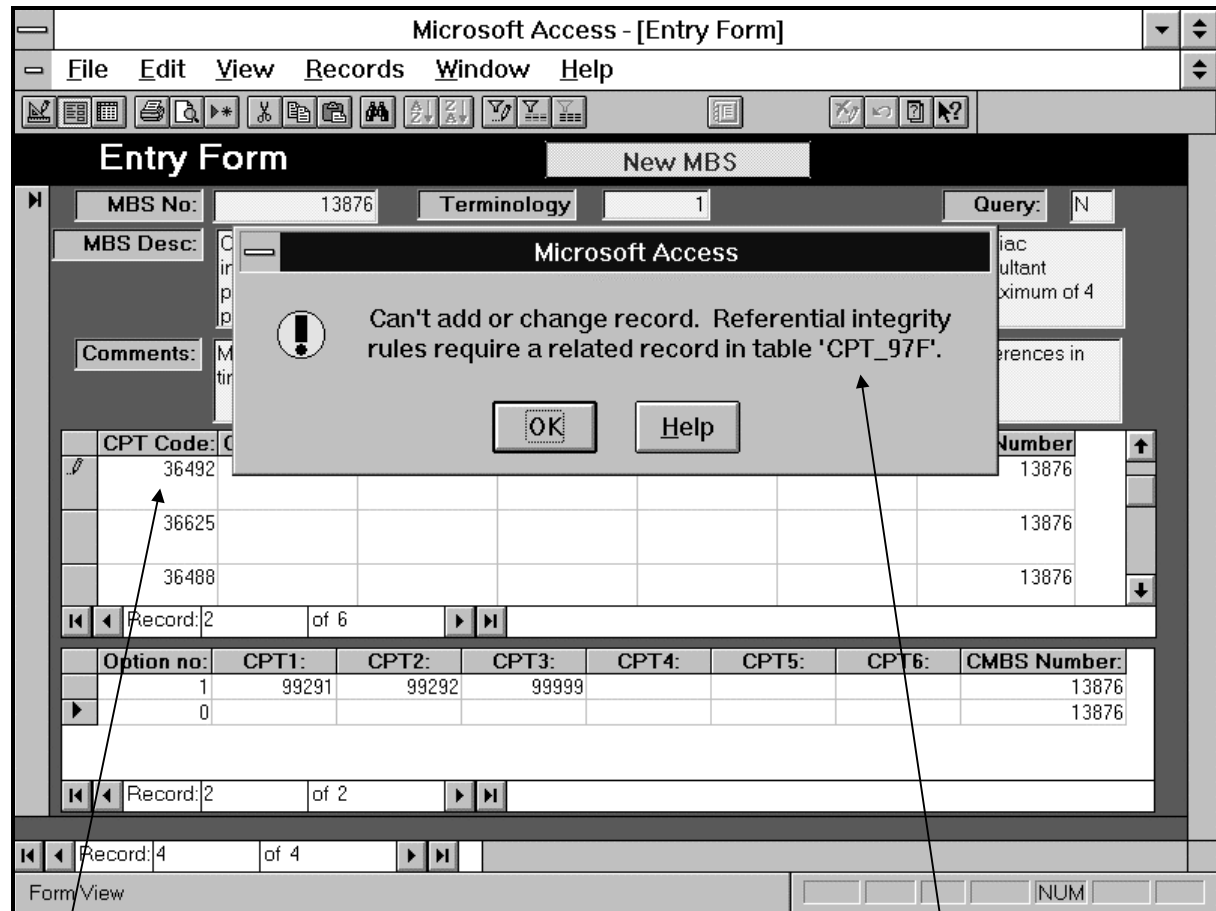 Microsoft Access - [Entry Form]
File Edit View Records Window Help
Entry Form New MBS
MBS No: 13876 Terminology 1 Query: N
MBS Desc:
iac
ultant
ximum of 4
Microsoft Access
Can't add or change record. Referential integrity
rules require a related record in table 'CPT_97F'.
OK Help
Comments: erences in
CPT Code: Number
36492 13876
36625 13876
36488 13876
Record: 2 of 6
Option no: CPT1: CPT2: CPT3: CPT4: CPT5: CPT6: CMBS Number:
1 99291 99292 99999 13876
0 13876
Record: 2 of 2
Record: 4 of 4
Form View NUM